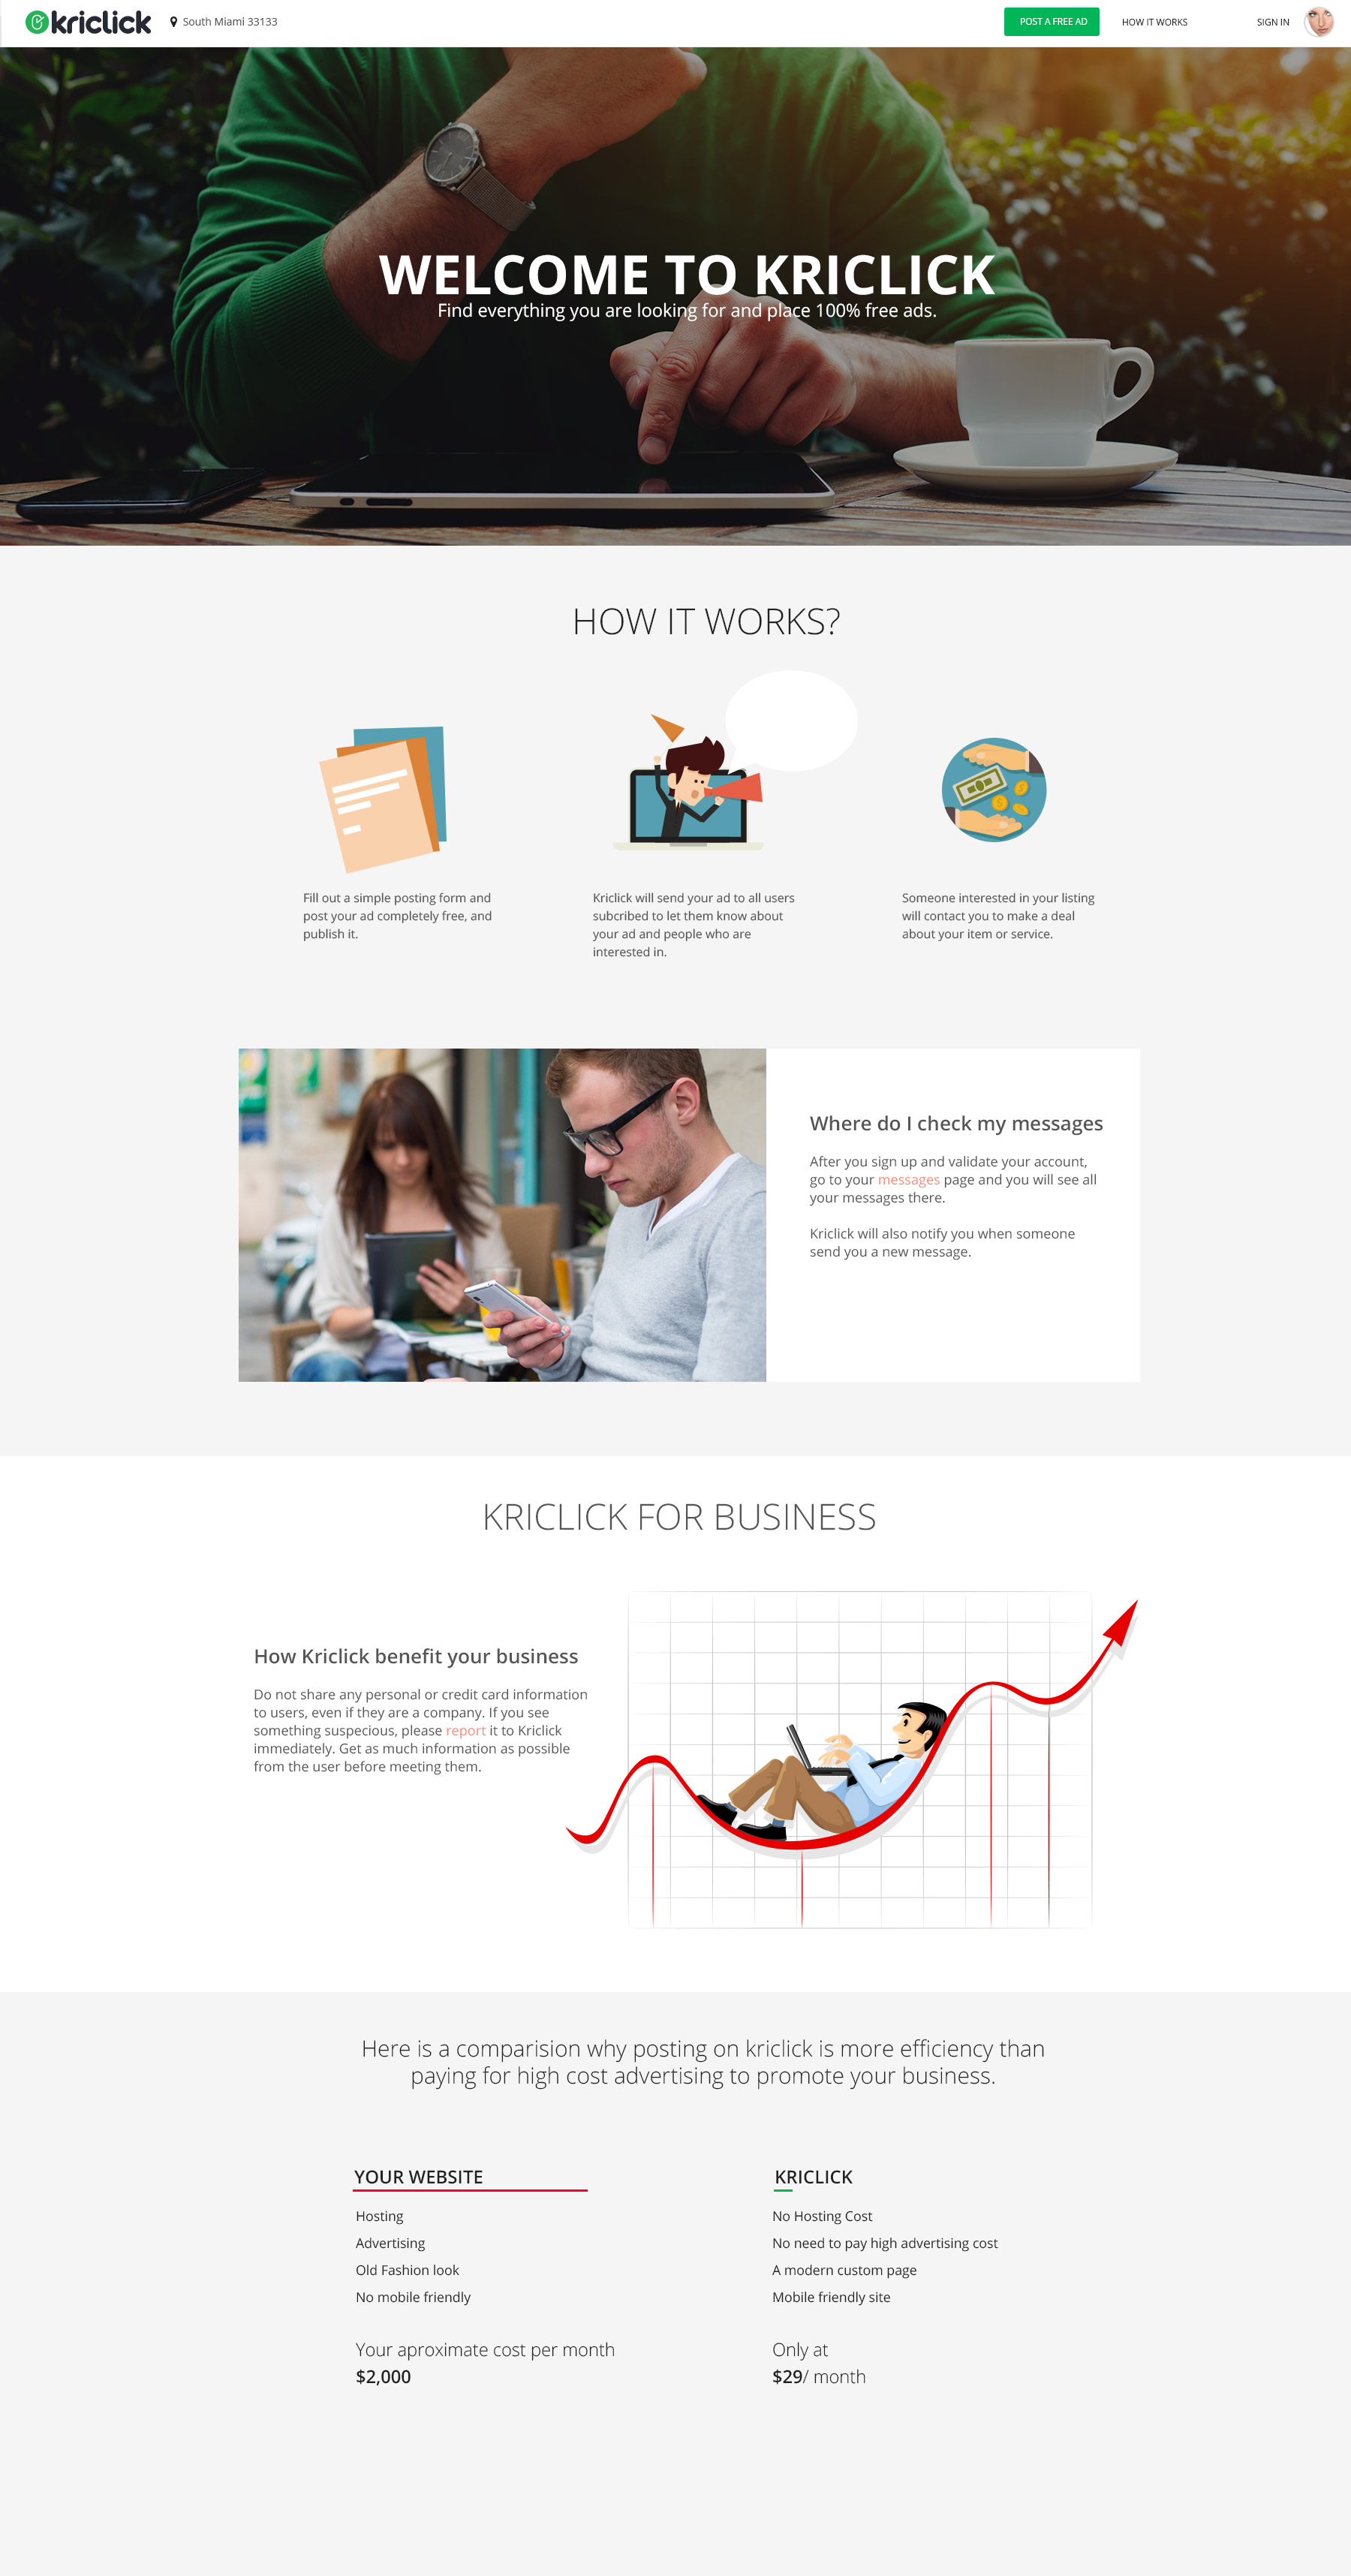 kriclick
South Miami 33133
POST A FREE AD
HOW IT WORKS
SIGN IN
WELCOME TO KRICLICK
Find everything you are looking for and place 100% free ads.
HOW IT WORKS?
Fill out a simple posting form and
post your ad completely free, and
publish it.
Kriclick will send your ad to all users
subcribed to let them know about
your ad and people who are
interested in.
Someone interested in your listing
will contact you to make a deal
about your item or service.
Where do I check my messages
After you sign up and validate your account,
go to your messages page and you will see all
your messages there.
Kriclick will also notify you when someone
send you a new message.
KRICLICK FOR BUSINESS
How Kriclick benefit your business
Do not share any personal or credit card information
to users, even if they are a company. If you see
something suspicious, please report it to Kriclick
immediately. Get as much information as possible
from the user before meeting them.
Here is a comparision why posting on kriclick is more efficiency than
paying for high cost advertising to promote your business.
YOUR WEBSITE
Hosting
Advertising
Old Fashion look
No mobile friendly
Your aproximate cost per month
$2,000
KRICLICK
No Hosting Cost
No need to pay high advertising cost
A modern custom page
Mobile friendly site
Only at
$29/ month